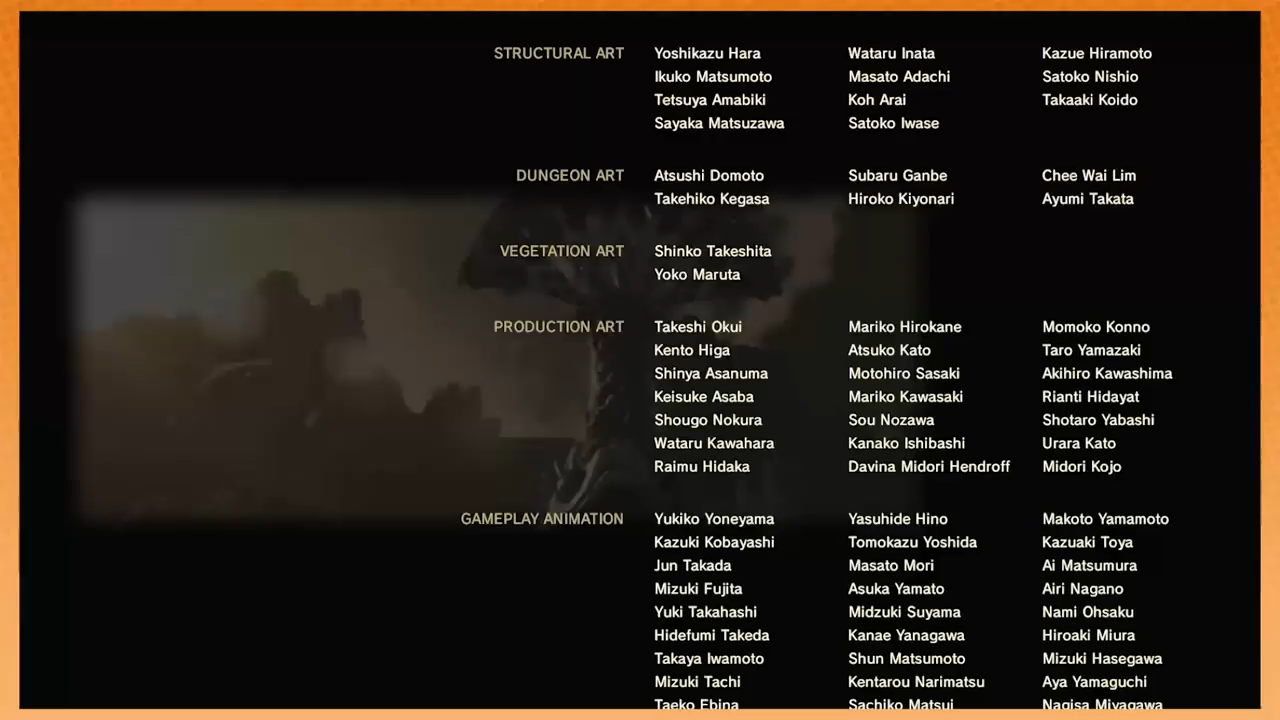 STRUCTURAL ART Yoshikazu Hara Wataru Inata Kazue Hiramoto
Ikuko Matsumoto Masato Adachi Satoko Nishio
Tetsuya Amabiki Koh Arai Takaaki Koido
Sayaka Matsuzawa Satoko Iwase
DUNGEON ART Atsushi Domoto Subaru Ganbe Chee Wai Lim
Takehiko Kegasa Hiroko Kiyonari Ayumi Takata
VEGETATION ART Shinko Takeshita
Yoko Maruta
PRODUCTION ART Takeshi Okui Mariko Hirokane Momoko Konno
Kento Higa Atsuko Kato Taro Yamazaki
Shinya Asanuma Motohiro Sasaki Akihiro Kawashima
Keisuke Asaba Mariko Kawasaki Rianti Hidayat
Shougo Nokura Sou Nozawa Shotaro Yabashi
Wataru Kawahara Kanako Ishibashi Urara Kato
Raimu Hidaka Davina Midori Hendroff Midori Kojo
GAMEPLAY ANIMATION Yukiko Yoneyama Yasuhide Hino Makoto Yamamoto
Kazuki Kobayashi Tomokazu Yoshida Kazuaki Toya
Jun Takada Masato Mori Ai Matsumura
Mizuki Fujita Asuka Yamato Airi Nagano
Yuki Takahashi Midzuki Suyama Nami Ohsaku
Hidefumi Takeda Kanae Yanagawa Hiroaki Miura
Takaya Iwamoto Shun Matsumoto Mizuki Hasegawa
Mizuki Tachi Kentarou Narimatsu Aya Yamaguchi
Taeko Ebina Sachiko Matsui Nagisa Miyagawa